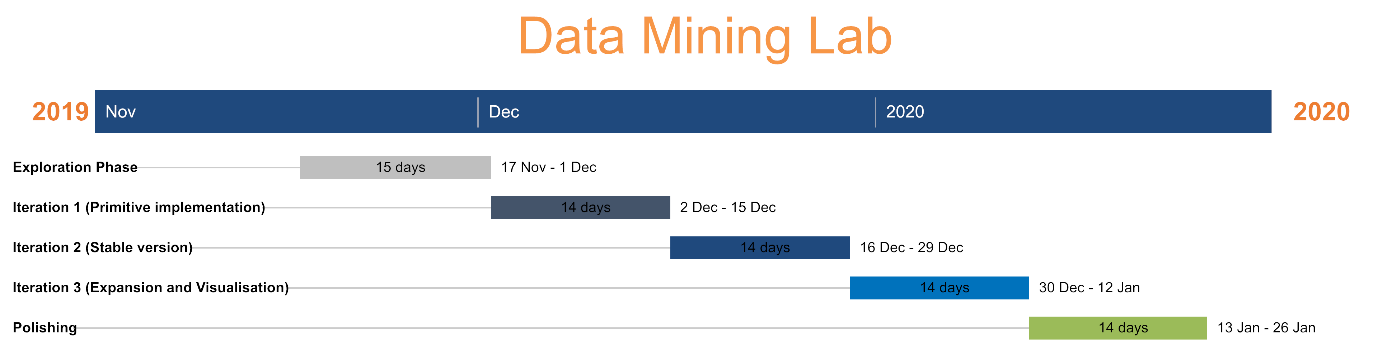 Data Mining Lab
2019 Nov Dec 2020 2020
Exploration Phase 15 days 17 Nov - 1 Dec
Iteration 1 (Primitive implementation) 14 days 2 Dec - 15 Dec
Iteration 2 (Stable version) 14 days 16 Dec - 29 Dec
Iteration 3 (Expansion and Visualisation) 14 days 30 Dec - 12 Jan
Polishing 14 days 13 Jan - 26 Jan